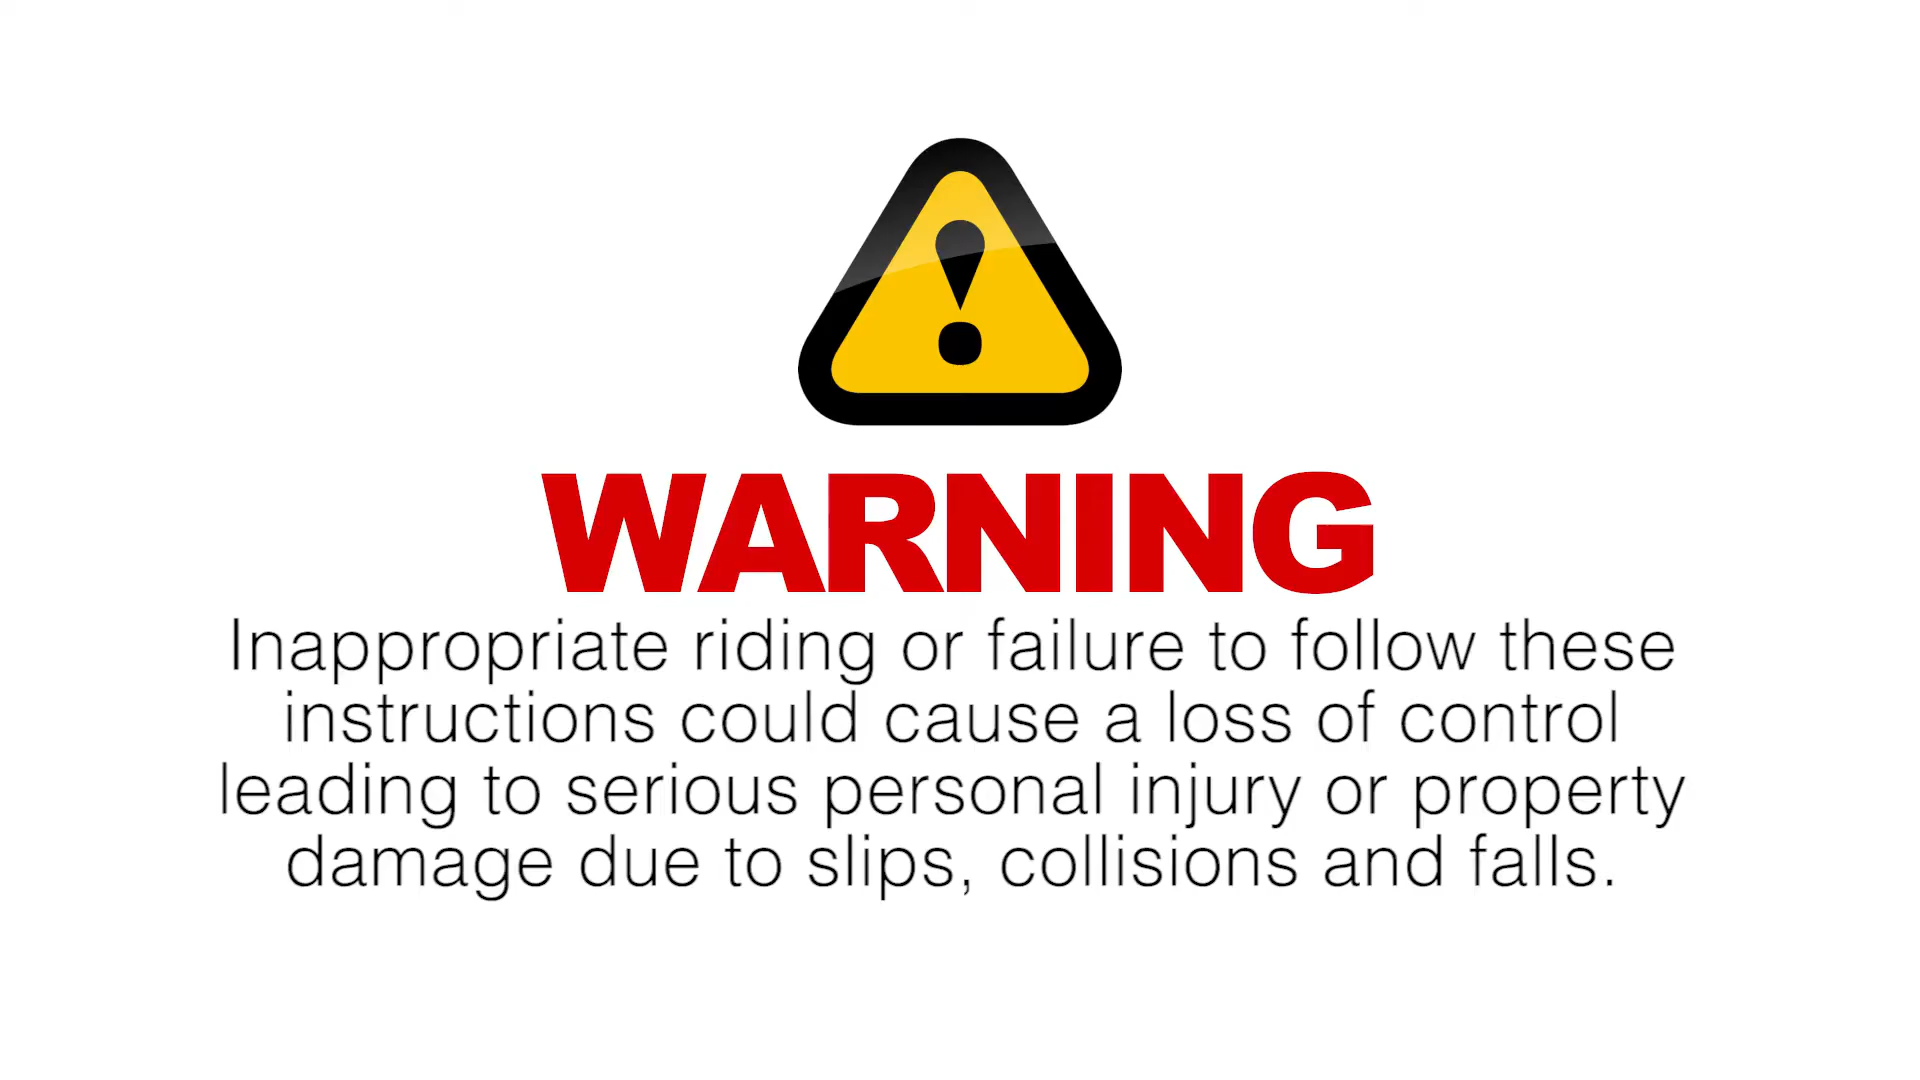 WARNING
Inappropriate riding or failure to follow these
instructions could cause a loss of control
leading to serious personal injury or property
damage due to slips, collisions and falls.